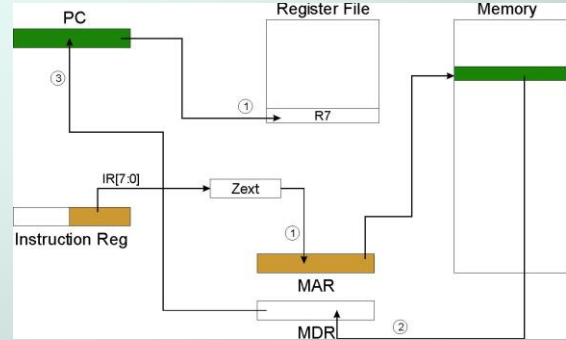 PC
Register File
Memory
③
①
R7
IR[7:0]
Zext
Instruction Reg
①
MAR
MDR
②